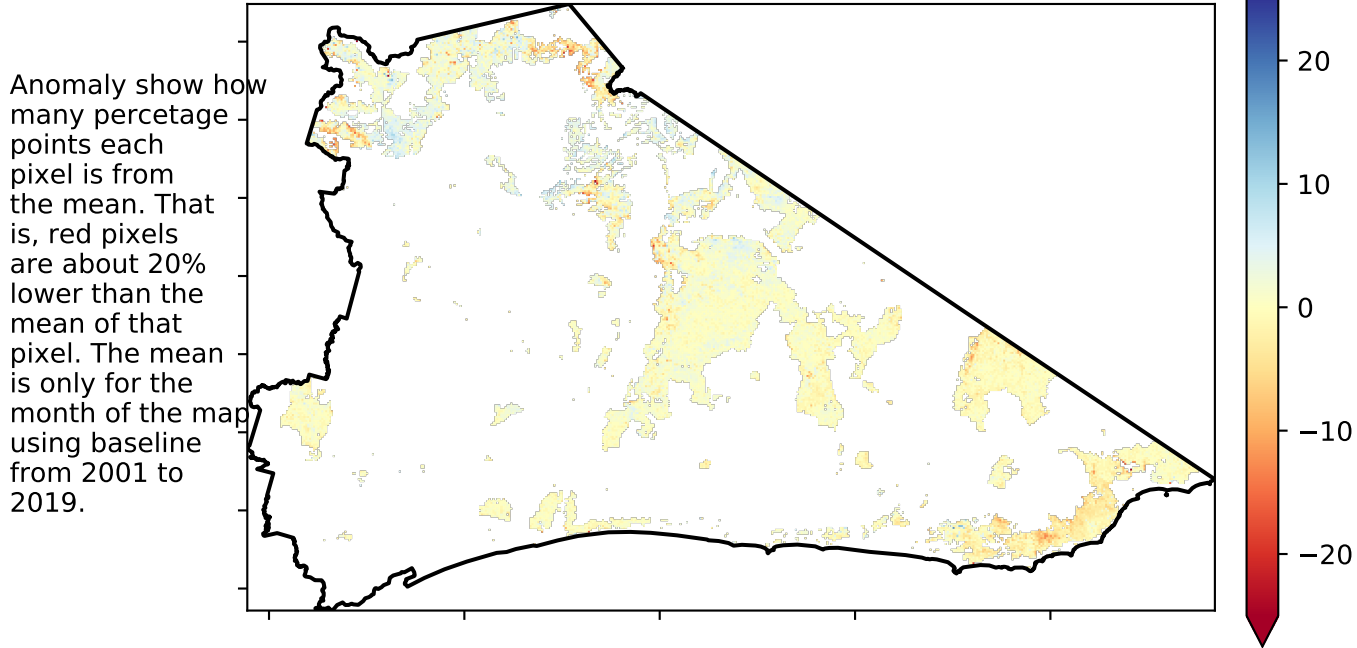 Anomaly show how
many percetage
points each
pixel is from
the mean. That
is, red pixels
are about 20%
lower than the
mean of that
pixel. The mean
is only for the
month of the map
using baseline
from 2001 to
2019.
20
10
0
−10
−20